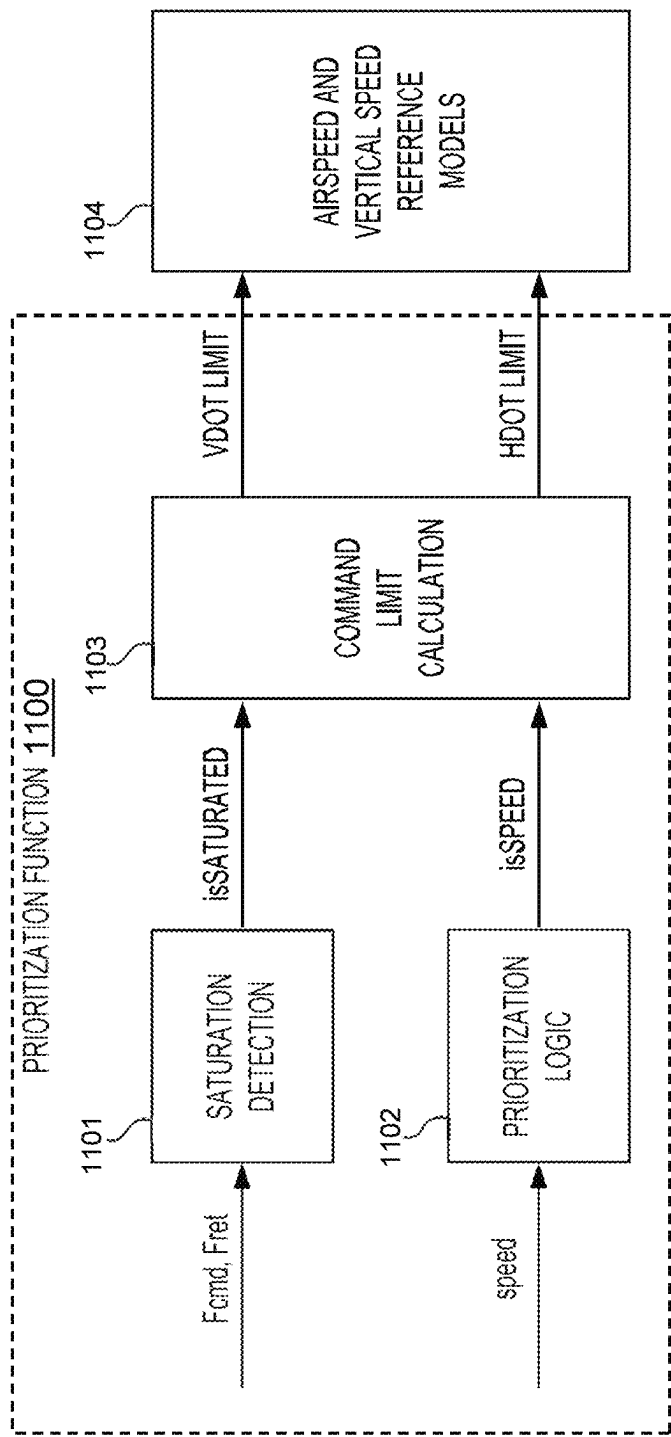 PRIORITIZATION FUNCTION 1100
Fcmd, Fret
1101
SATURATION
DETECTION
isSATURATED
speed
1102
PRIORITIZATION
LOGIC
isSPEED
1103
COMMAND
LIMIT
CALCULATION
VDOT LIMIT
HDOT LIMIT
1104
AIRSPEED AND
VERTICAL SPEED
REFERENCE
MODELS